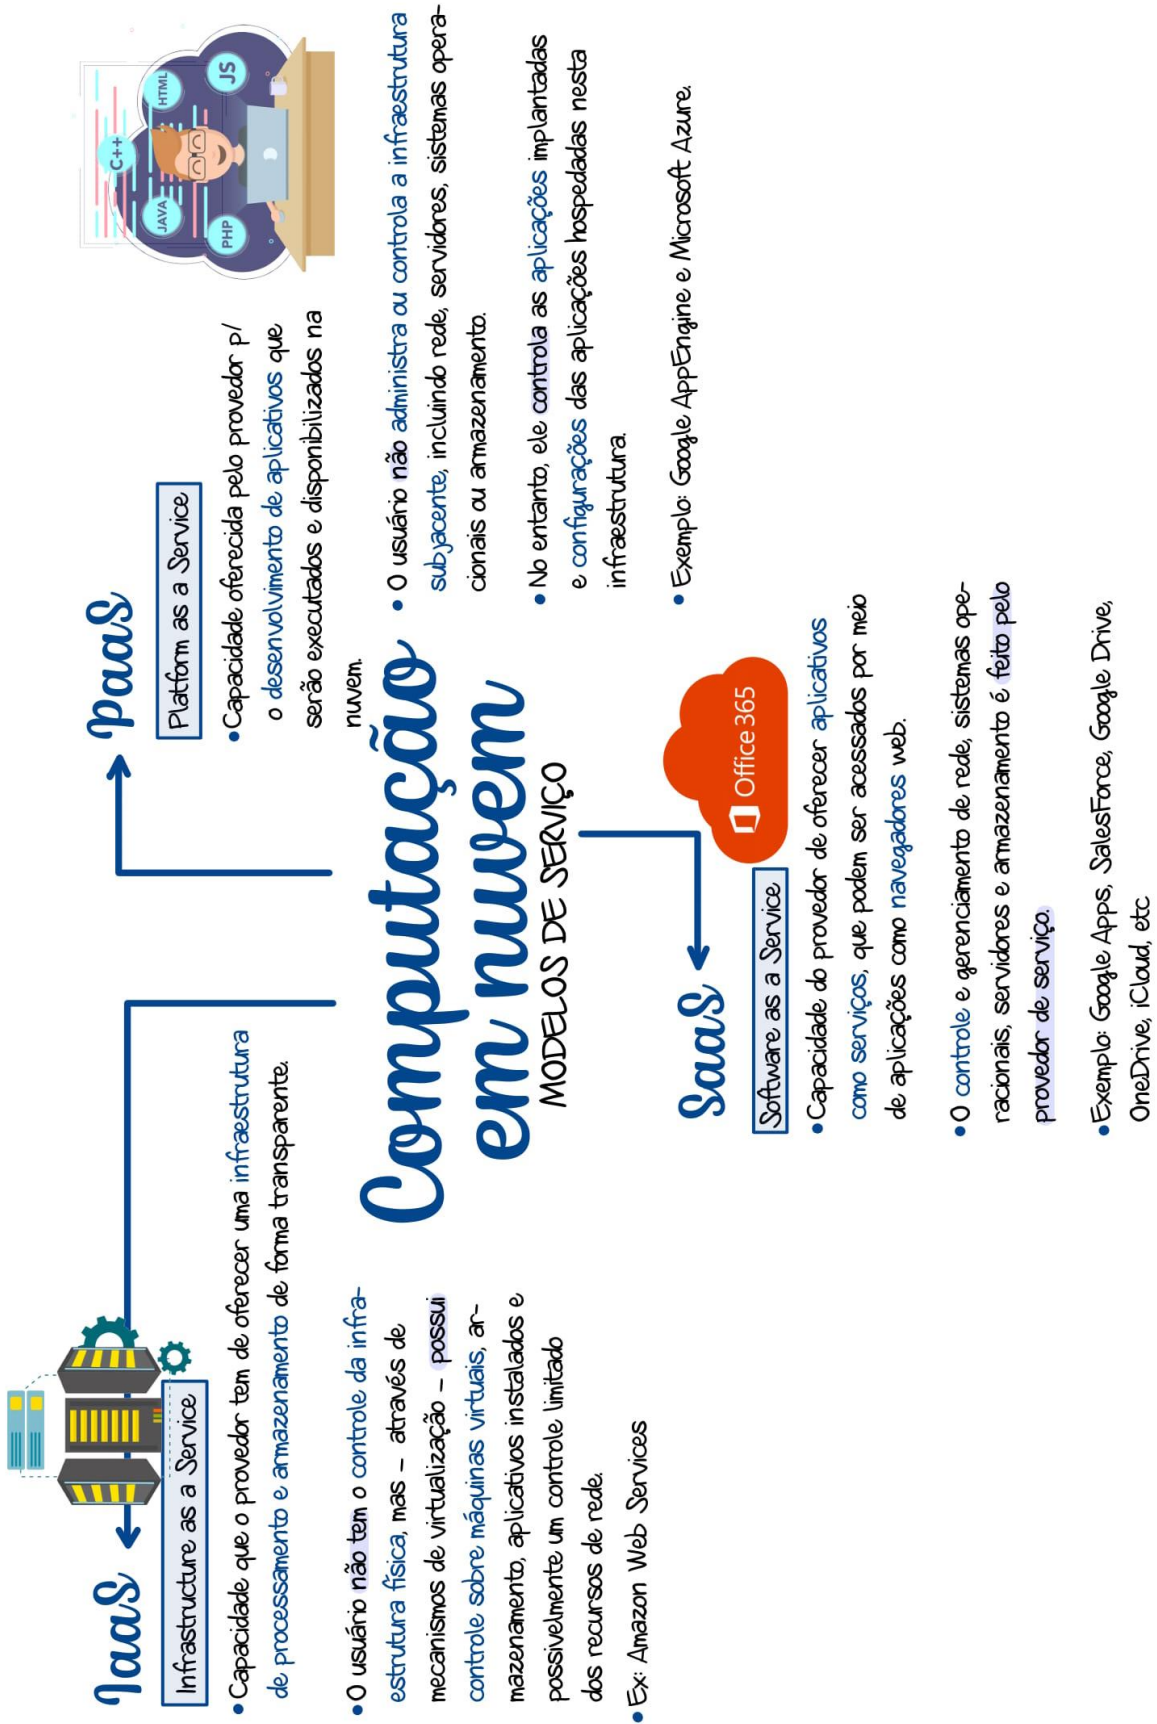 Computação
em nuvem
MODELOS DE SERVIÇO
IaaS
Infrastructure as a Service
• Capacidade que o provedor tem de oferecer uma infraestrutura
de processamento e armazenamento de forma transparente.
• O usuário não tem o controle da infra-
estrutura física, mas - através de
mecanismos de virtualização - possui
controle sobre máquinas virtuais, ar-
mazenamento, aplicativos instalados e
possivelmente um controle limitado
dos recursos de rede.
• Ex: Amazon Web Services
PaaS
Platform as a Service
• Capacidade oferecida pelo provedor p/
o desenvolvimento de aplicativos que
serão executados e disponibilizados na
nuvem.
PHP
JAVA
C++
HTML
JS
• O usuário não administra ou controla a infraestrutura
subjacente, incluindo rede, servidores, sistemas opera-
cionais ou armazenamento.
• No entanto, ele controla as aplicações implantadas
e configurações das aplicações hospedadas nesta
infraestrutura.
• Exemplo: Google AppEngine e Microsoft Azure.
SaaS
Software as a Service
Office 365
• Capacidade do provedor de oferecer aplicativos
como serviços, que podem ser acessados por meio
de aplicações como navegadores web.
• O controle e gerenciamento de rede, sistemas ope-
racionais, servidores e armazenamento é feito pelo
provedor de serviço.
• Exemplo: Google Apps, SalesForce, Google Drive,
OneDrive, iCloud, etc